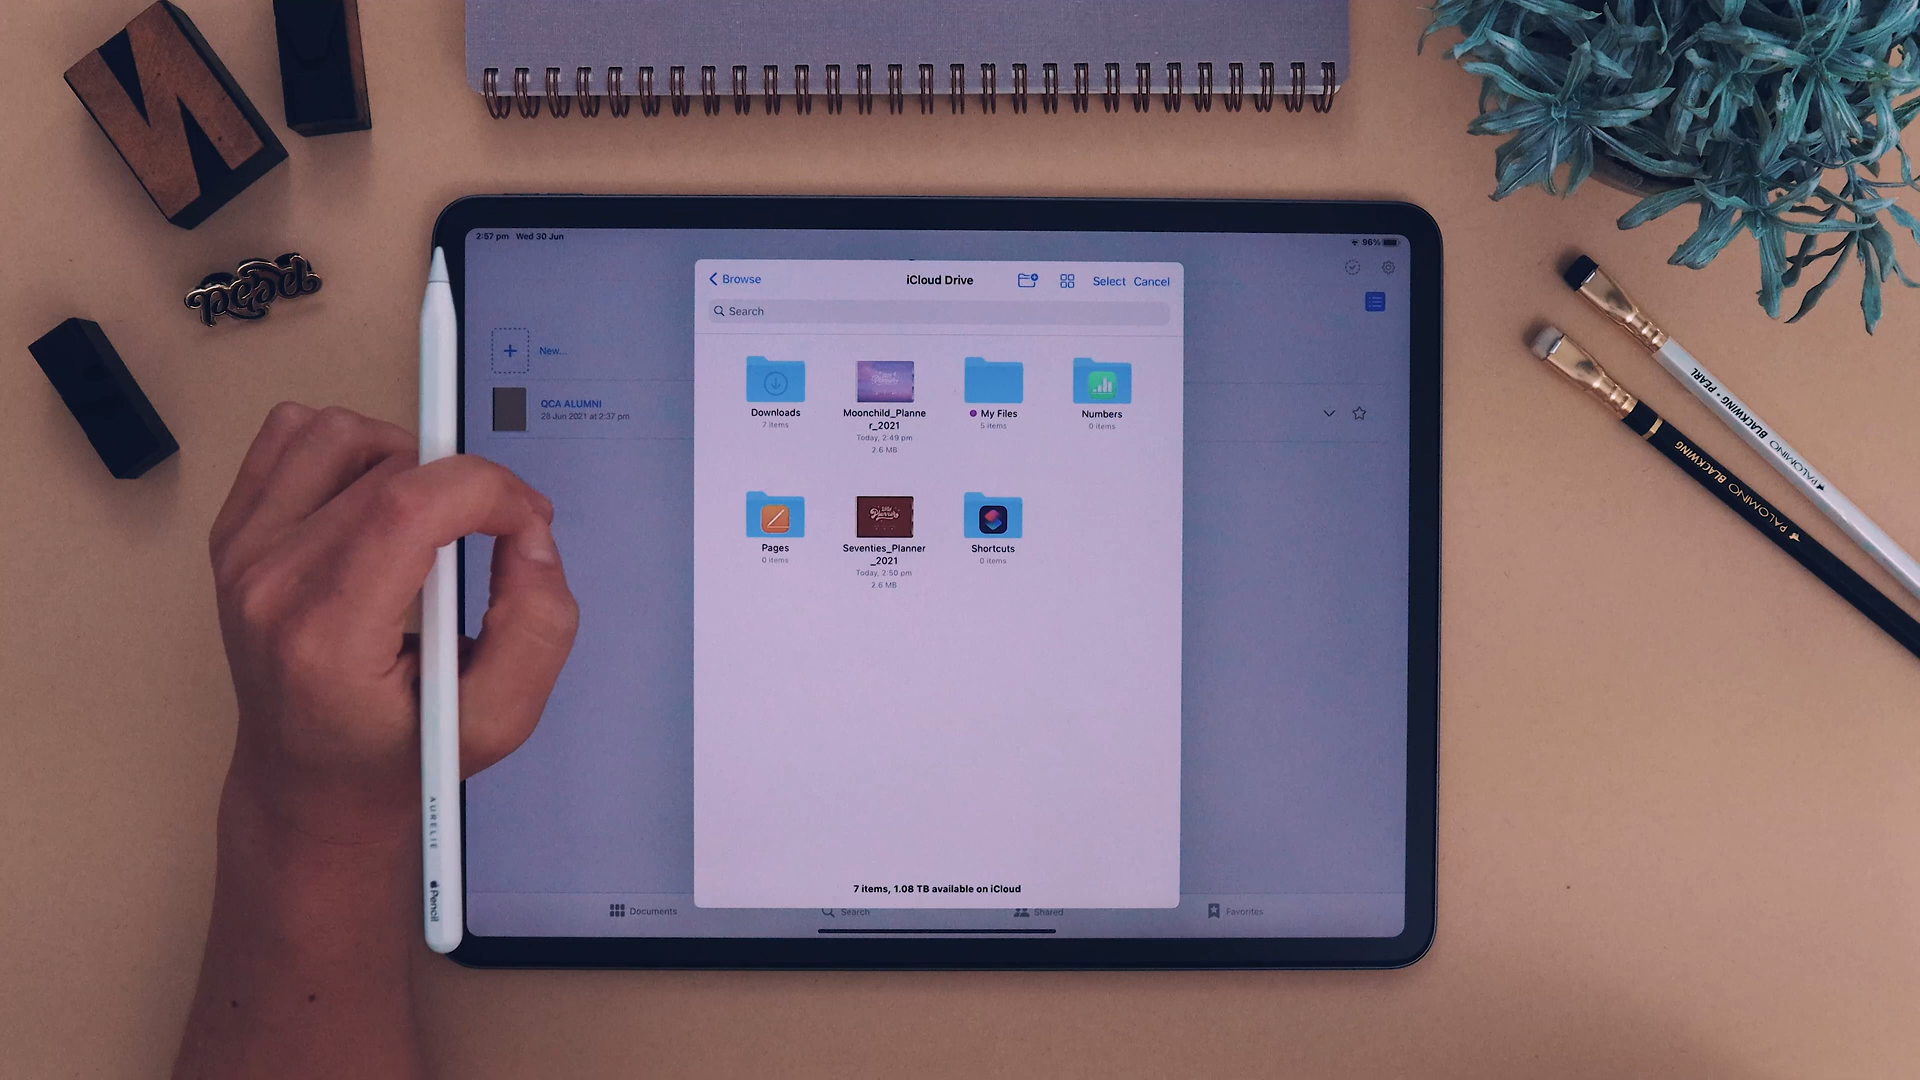 N
2:57 pm Wed 30 Jun
96%
Browse
iCloud Drive
Select
Cancel
Search
New...
QCA ALUMNI
28 Jun 2021 at 2:37 pm
Downloads
7 items
Moonchild_Planne
r_2021
Today, 2:49 pm
2.6 MB
My Files
5 items
Numbers
0 items
Pages
0 items
Seventies_Planner
_2021
Today, 2:50 pm
2.6 MB
Shortcuts
0 items
7 items, 1.08 TB available on iCloud
Documents
Search
Shared
Favorites
AURELIE
Pencil
PALOMINO BLACKWING • PEARL
PALOMINO BLACKWING